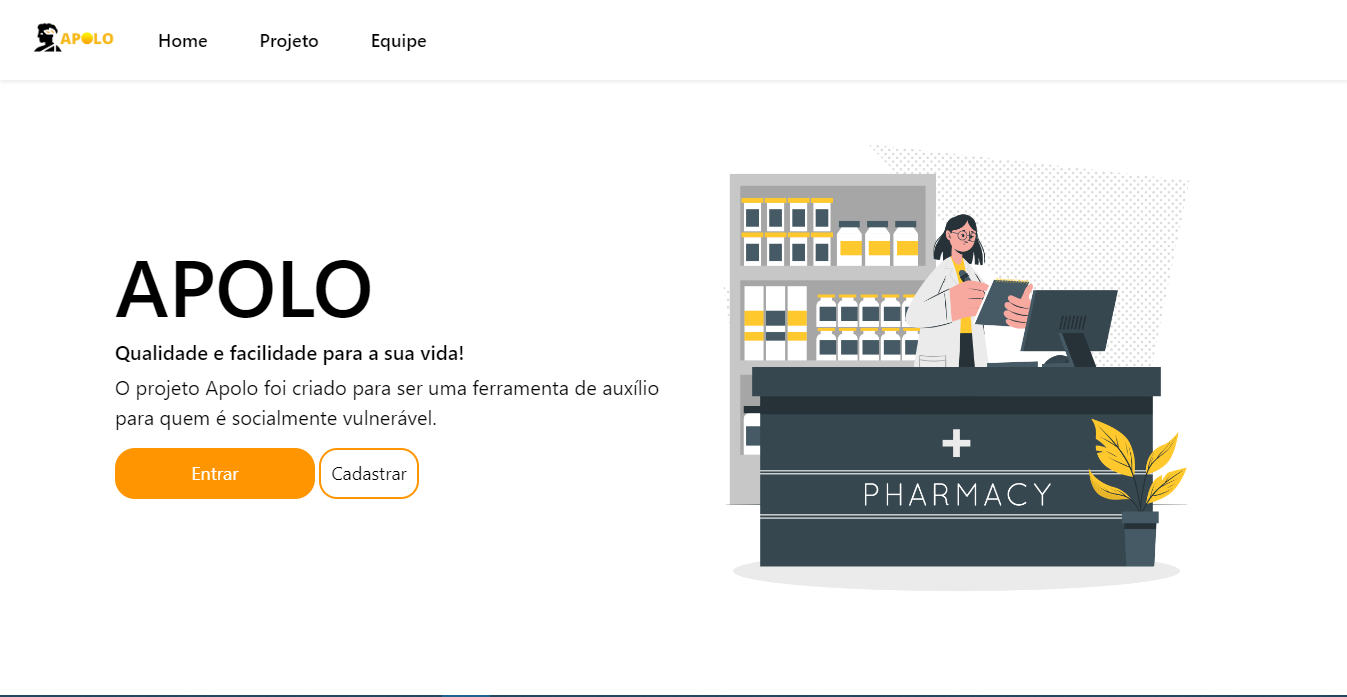 APOLO
Home Projeto Equipe
APOLO
Qualidade e facilidade para a sua vida!
O projeto Apolo foi criado para ser uma ferramenta de auxílio
para quem é socialmente vulnerável.
Entrar Cadastrar
PHARMACY